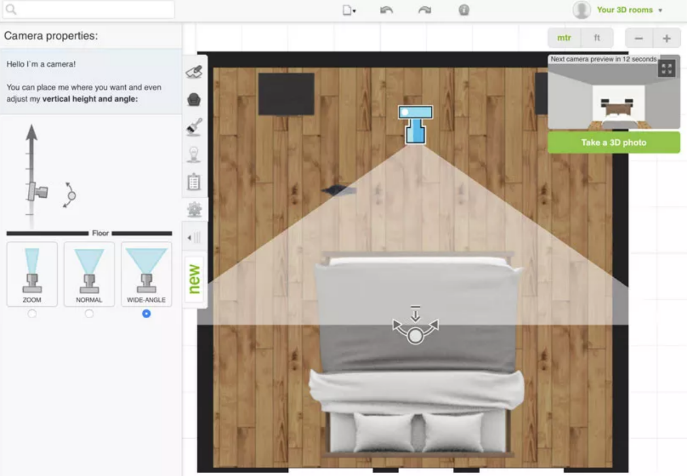 Your 3D rooms
Camera properties:
mtr
ft
Hello I`m a camera!
You can place me where you want and even
adjust my vertical height and angle:
Next camera preview in 12 seconds
Take a 3D photo
Floor
ZOOM
NORMAL
WIDE-ANGLE
new